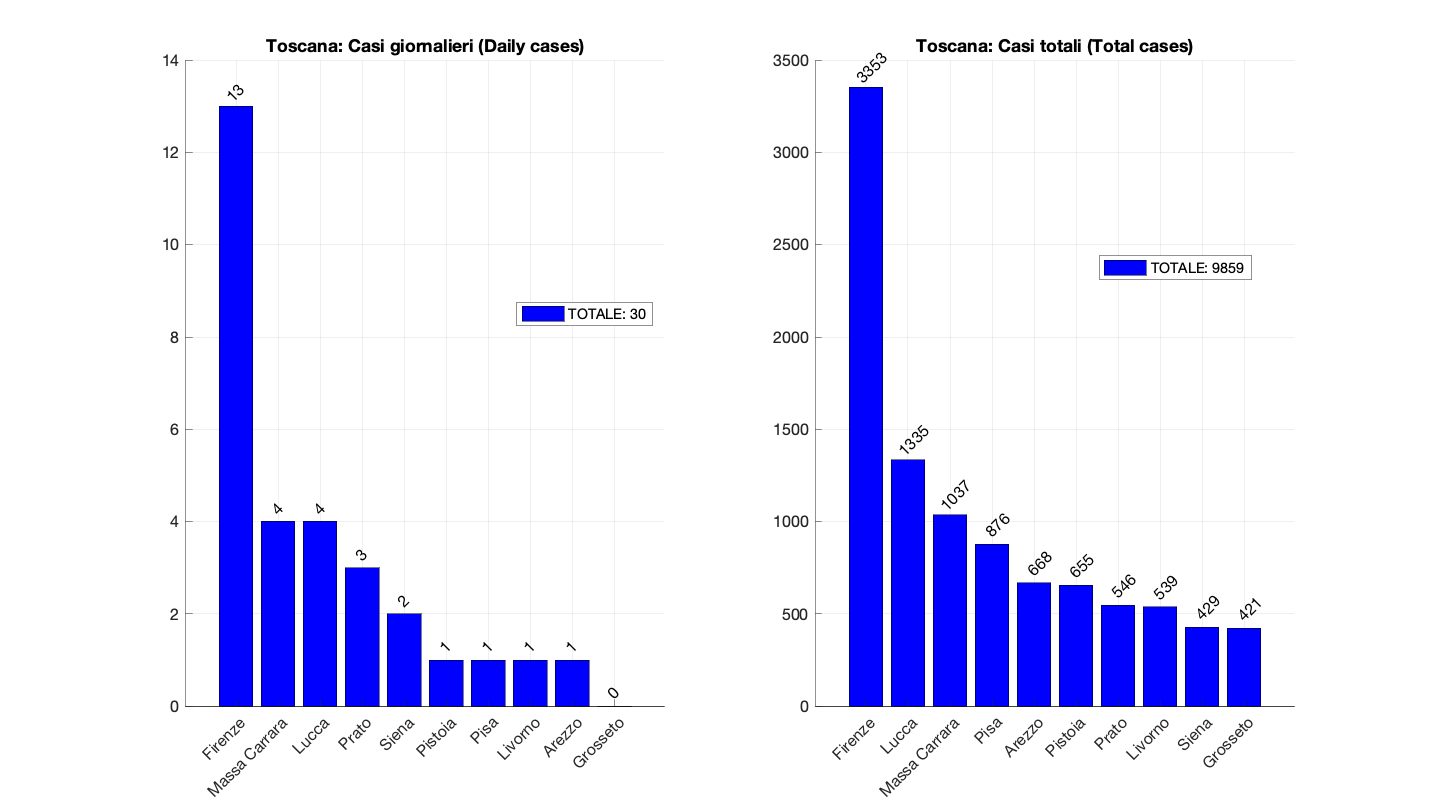 Toscana: Casi giornalieri (Daily cases)
14
12
10
8
6
4
2
0
13
4
4
3
2
1
1
1
1
0
TOTALE: 30
Firenze
Massa Carrara
Lucca
Prato
Siena
Pistoia
Pisa
Livorno
Arezzo
Grosseto
Toscana: Casi totali (Total cases)
3500
3000
2500
2000
1500
1000
500
0
3353
1335
1037
876
668
655
546
539
429
421
TOTALE: 9859
Firenze
Lucca
Massa Carrara
Pisa
Arezzo
Pistoia
Prato
Livorno
Siena
Grosseto